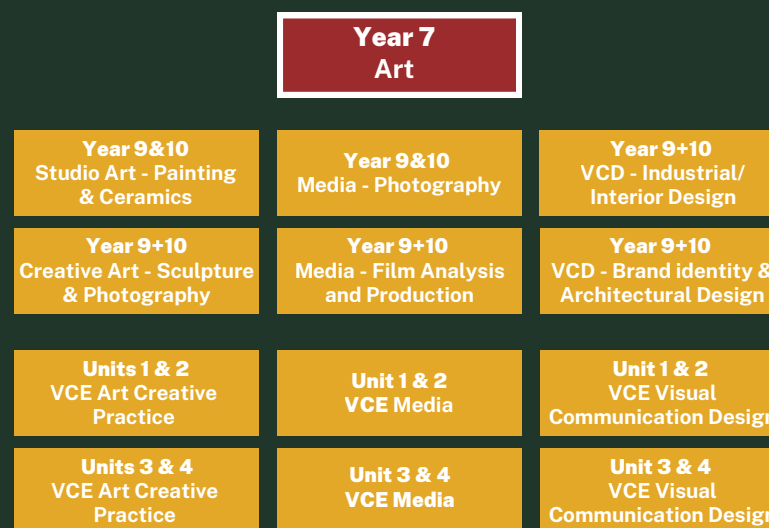 Year 7
Art
Year 9&10
Studio Art - Painting
& Ceramics
Year 9&10
Media - Photography
Year 9+10
VCD - Industrial/
Interior Design
Year 9+10
Creative Art - Sculpture
& Photography
Year 9+10
Media - Film Analysis
and Production
Year 9+10
VCD - Brand identity &
Architectural Design
Units 1 & 2
VCE Art Creative
Practice
Unit 1 & 2
VCE Media
Unit 1 & 2
VCE Visual
Communication Design
Units 3 & 4
VCE Art Creative
Practice
Unit 3 & 4
VCE Media
Unit 3 & 4
VCE Visual
Communication Design